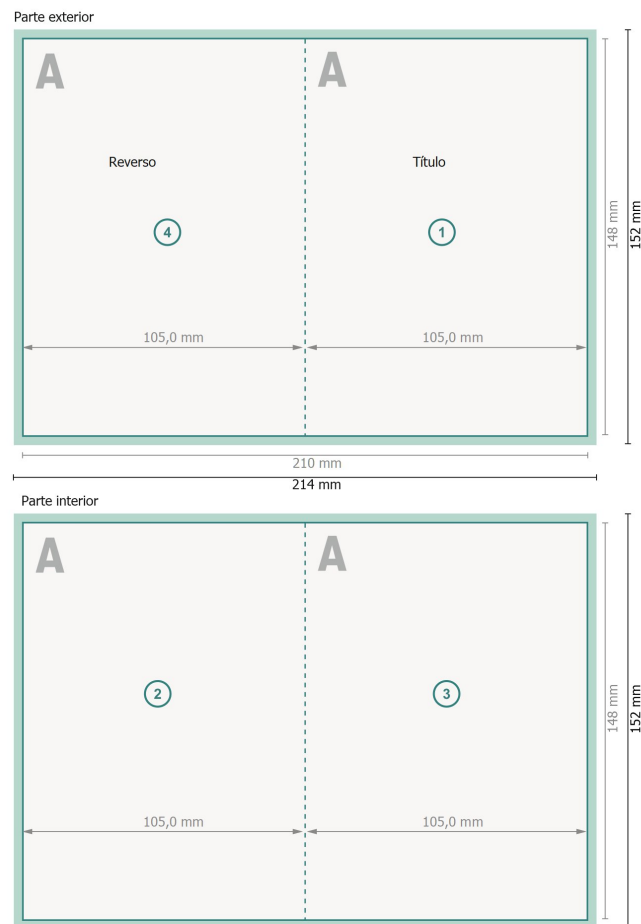 Parte exterior
A
A
Reverso
Título
4
1
148 mm
152 mm
105,0 mm
105,0 mm
210 mm
214 mm
Parte interior
A
A
2
3
148 mm
152 mm
105,0 mm
105,0 mm